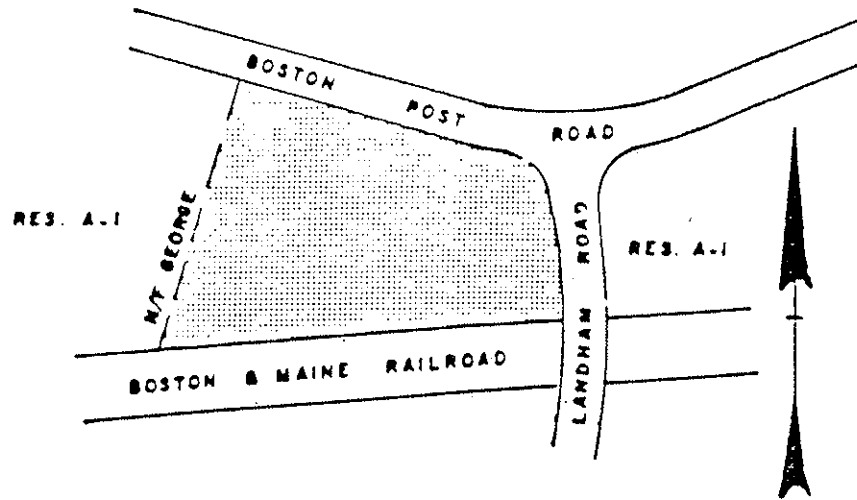 BOSTON POST ROAD
RES. A-1
N/F GEORGE
LANDHAM ROAD
RES. A-1
BOSTON & MAINE RAILROAD